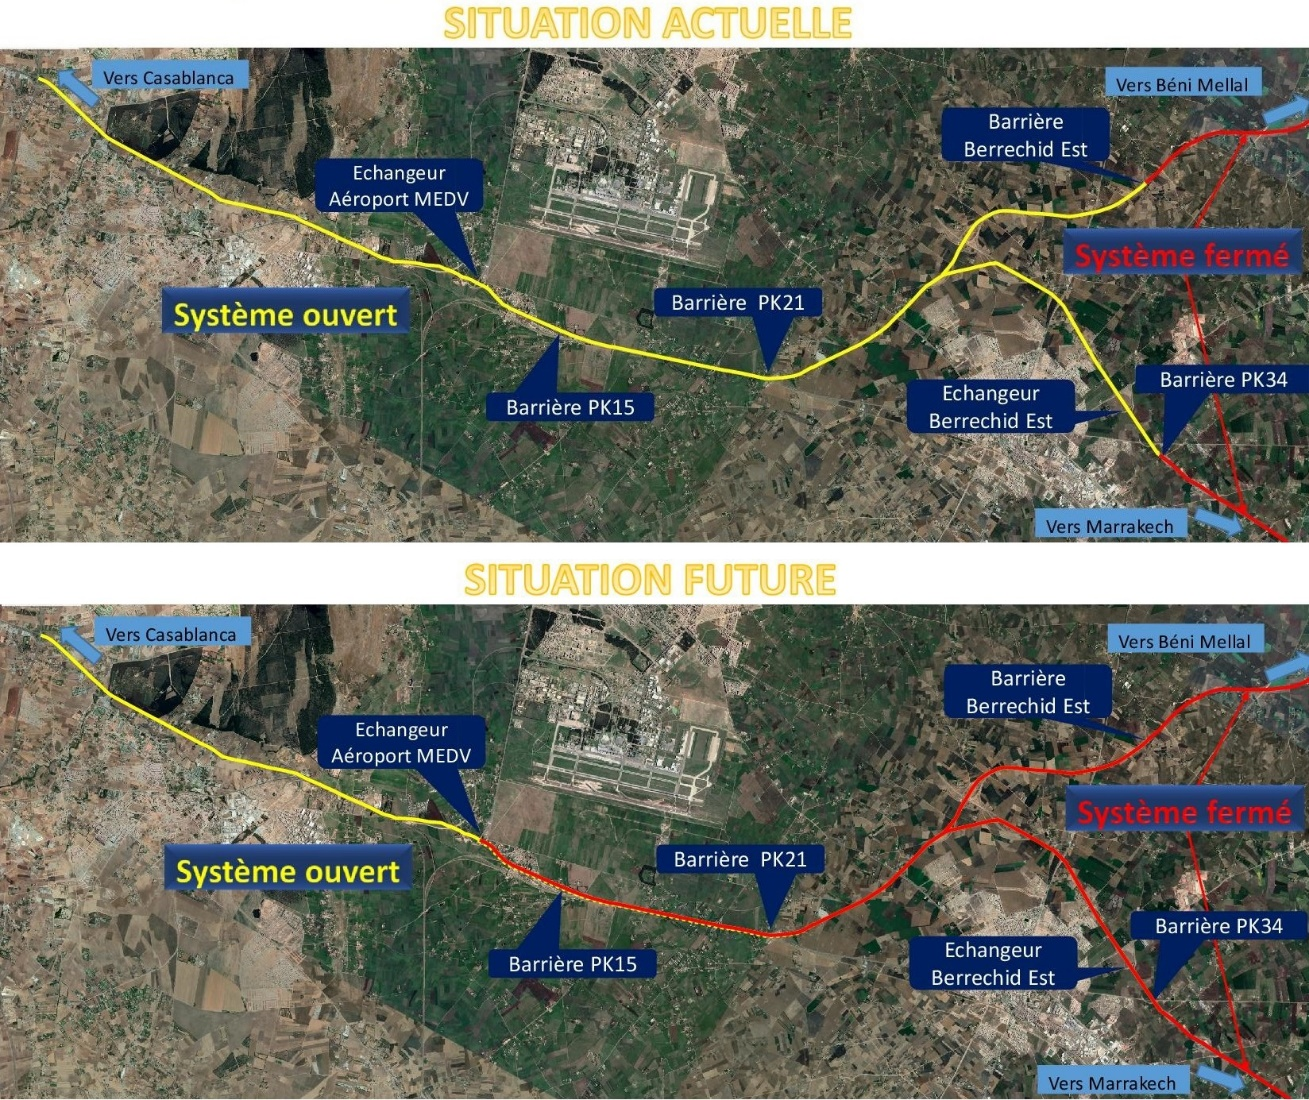 SITUATION ACTUELLE
Vers Casablanca
Vers Béni Mellal
Barrière
Berrechid Est
Echangeur
Aéroport MEDV
Système fermé
Système ouvert
Barrière PK21
Barrière PK34
Echangeur
Berrechid Est
Barrière PK15
Vers Marrakech
SITUATION FUTURE
Vers Casablanca
Vers Béni Mellal
Barrière
Berrechid Est
Echangeur
Aéroport MEDV
Système fermé
Système ouvert
Barrière PK21
Barrière PK34
Echangeur
Berrechid Est
Barrière PK15
Vers Marrakech